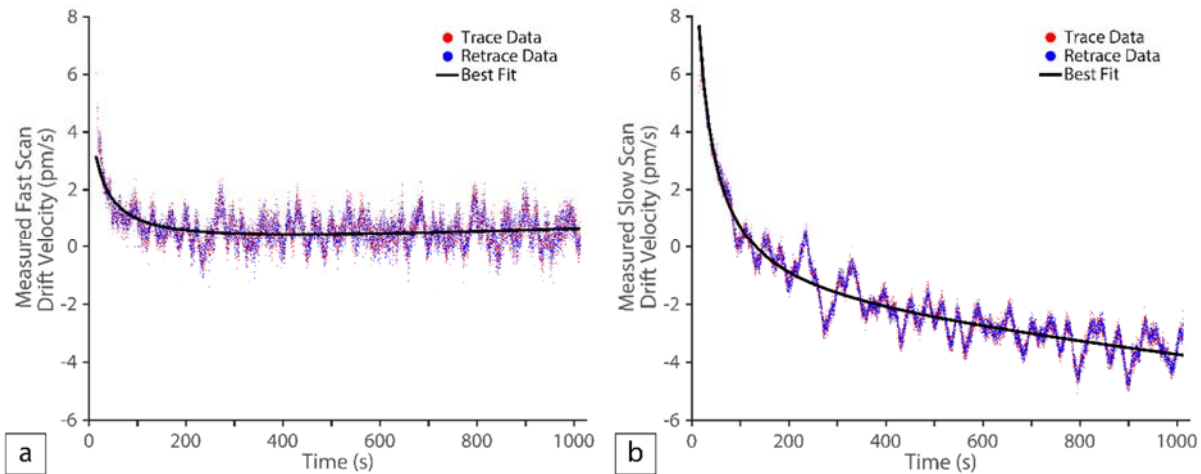 8
6
4
2
0
-2
-4
-6
Measured Fast Scan
Drift Velocity (pm/s)
Trace Data
Retrace Data
Best Fit
0
200
400
600
800
1000
Time (s)
a
8
6
4
2
0
-2
-4
-6
Measured Slow Scan
Drift Velocity (pm/s)
Trace Data
Retrace Data
Best Fit
0
200
400
600
800
1000
Time (s)
b